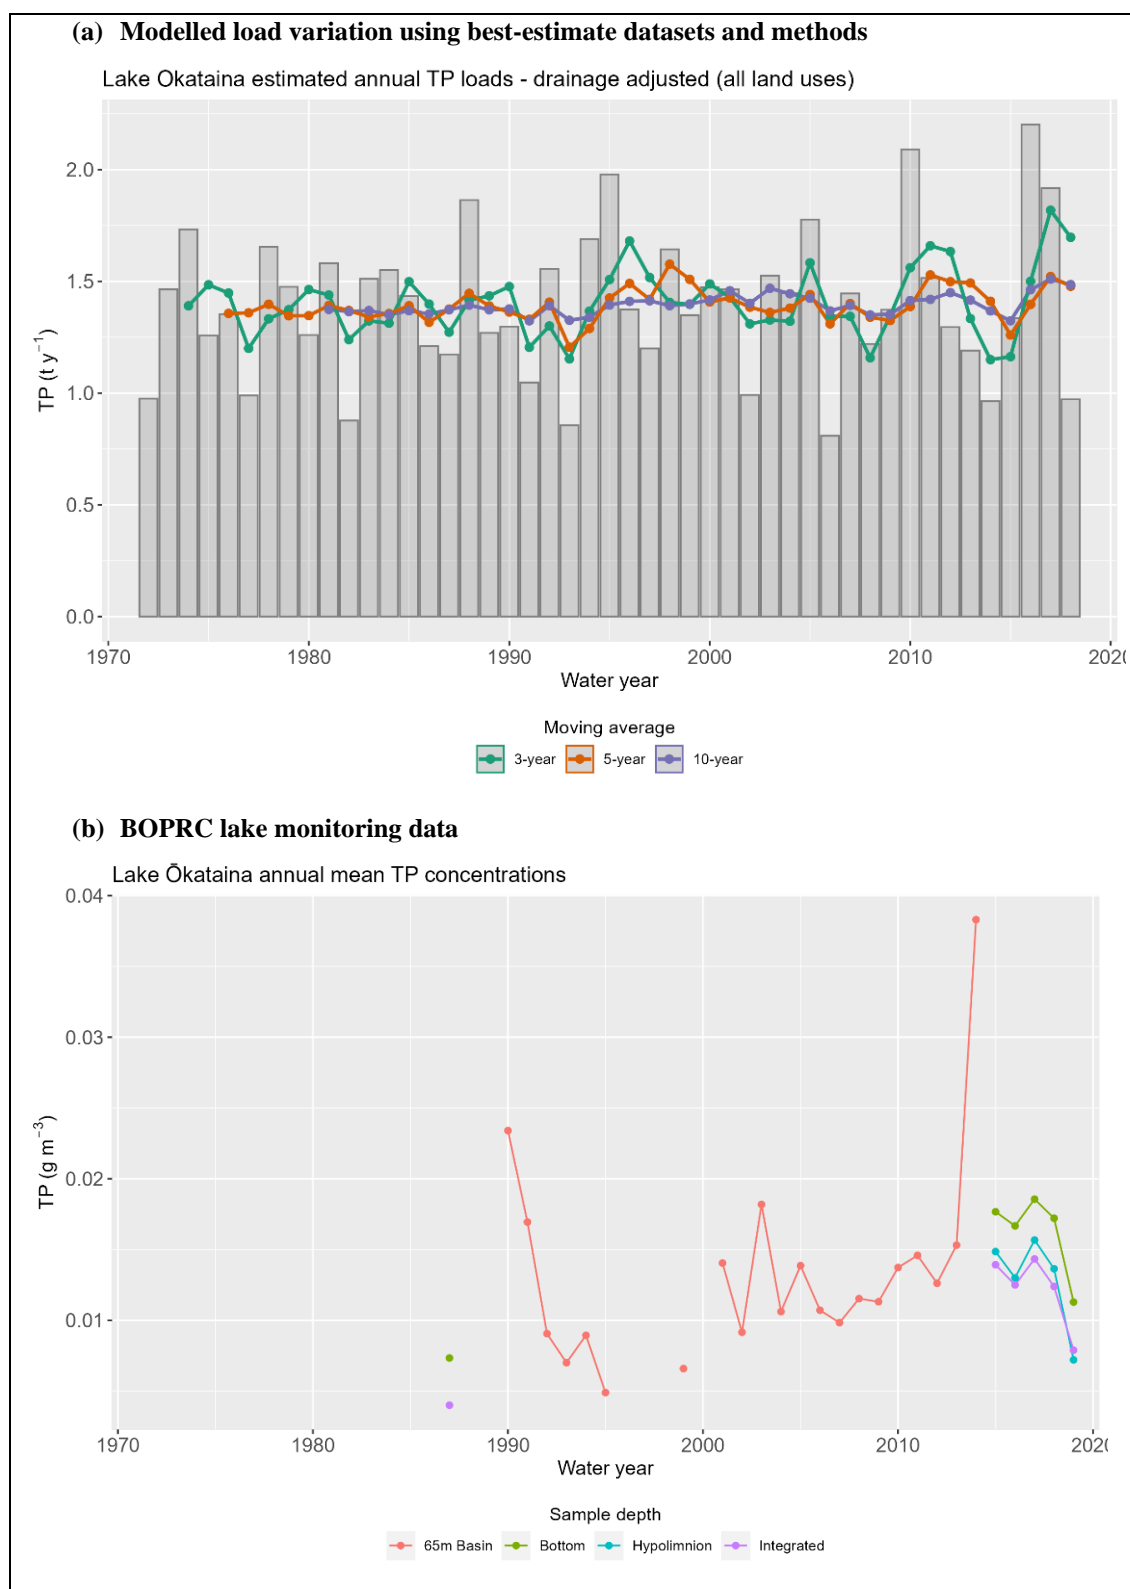 (a) Modelled load variation using best-estimate datasets and methods
Lake Okataina estimated annual TP loads - drainage adjusted (all land uses)
TP (t y⁻¹)
2.0
1.5
1.0
0.5
0.0
1970 1980 1990 2000 2010 2020
Water year
Moving average
3-year 5-year 10-year
(b) BOPRC lake monitoring data
Lake Ōkataina annual mean TP concentrations
TP (g m⁻³)
0.04
0.03
0.02
0.01
1970 1980 1990 2000 2010 2020
Water year
Sample depth
65m Basin Bottom Hypolimnion Integrated